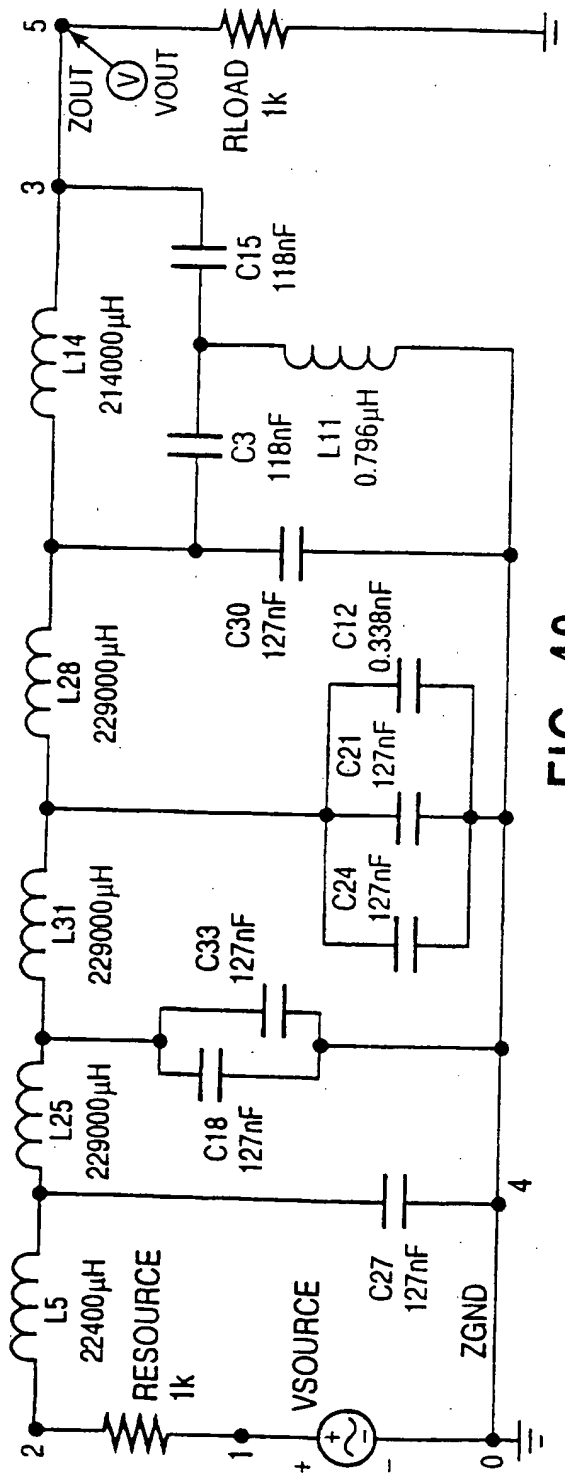 5
ZOUT
V
VOUT
RLOAD
1k
3
C15
118nF
L14
214000µH
C3
118nF
L11
0.796µH
L28
229000µH
C30
127nF
C12
0.338nF
C21
127nF
C24
127nF
L31
229000µH
C33
127nF
C18
127nF
L25
229000µH
L5
22400µH
C27
127nF
4
ZGND
2
RESOURCE
1k
1
VSOURCE
+
+
-
-
0